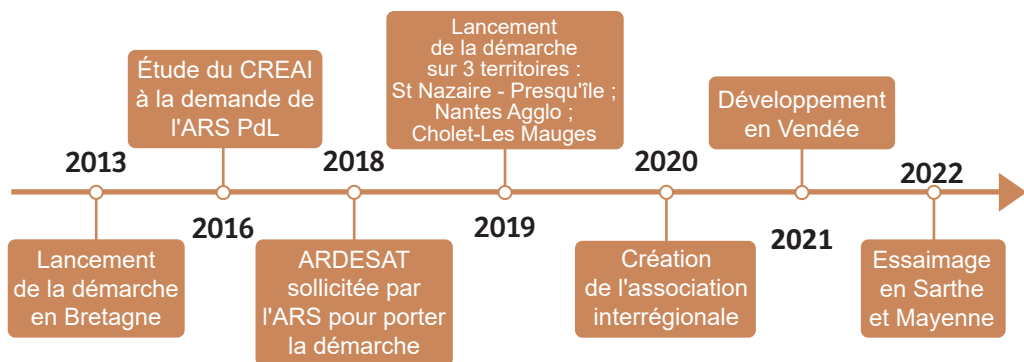 2013
Lancement
de la démarche
en Bretagne
Étude du CREAI
à la demande de
l'ARS PdL
2016
2018
ARDESAT
sollicitée par
l'ARS pour porter
la démarche
Lancement
de la démarche
sur 3 territoires :
St Nazaire - Presqu'île ;
Nantes Agglo ;
Cholet-Les Mauges
2019
2020
Création
de l'association
interrégionale
Développement
en Vendée
2021
2022
Essaimage
en Sarthe
et Mayenne